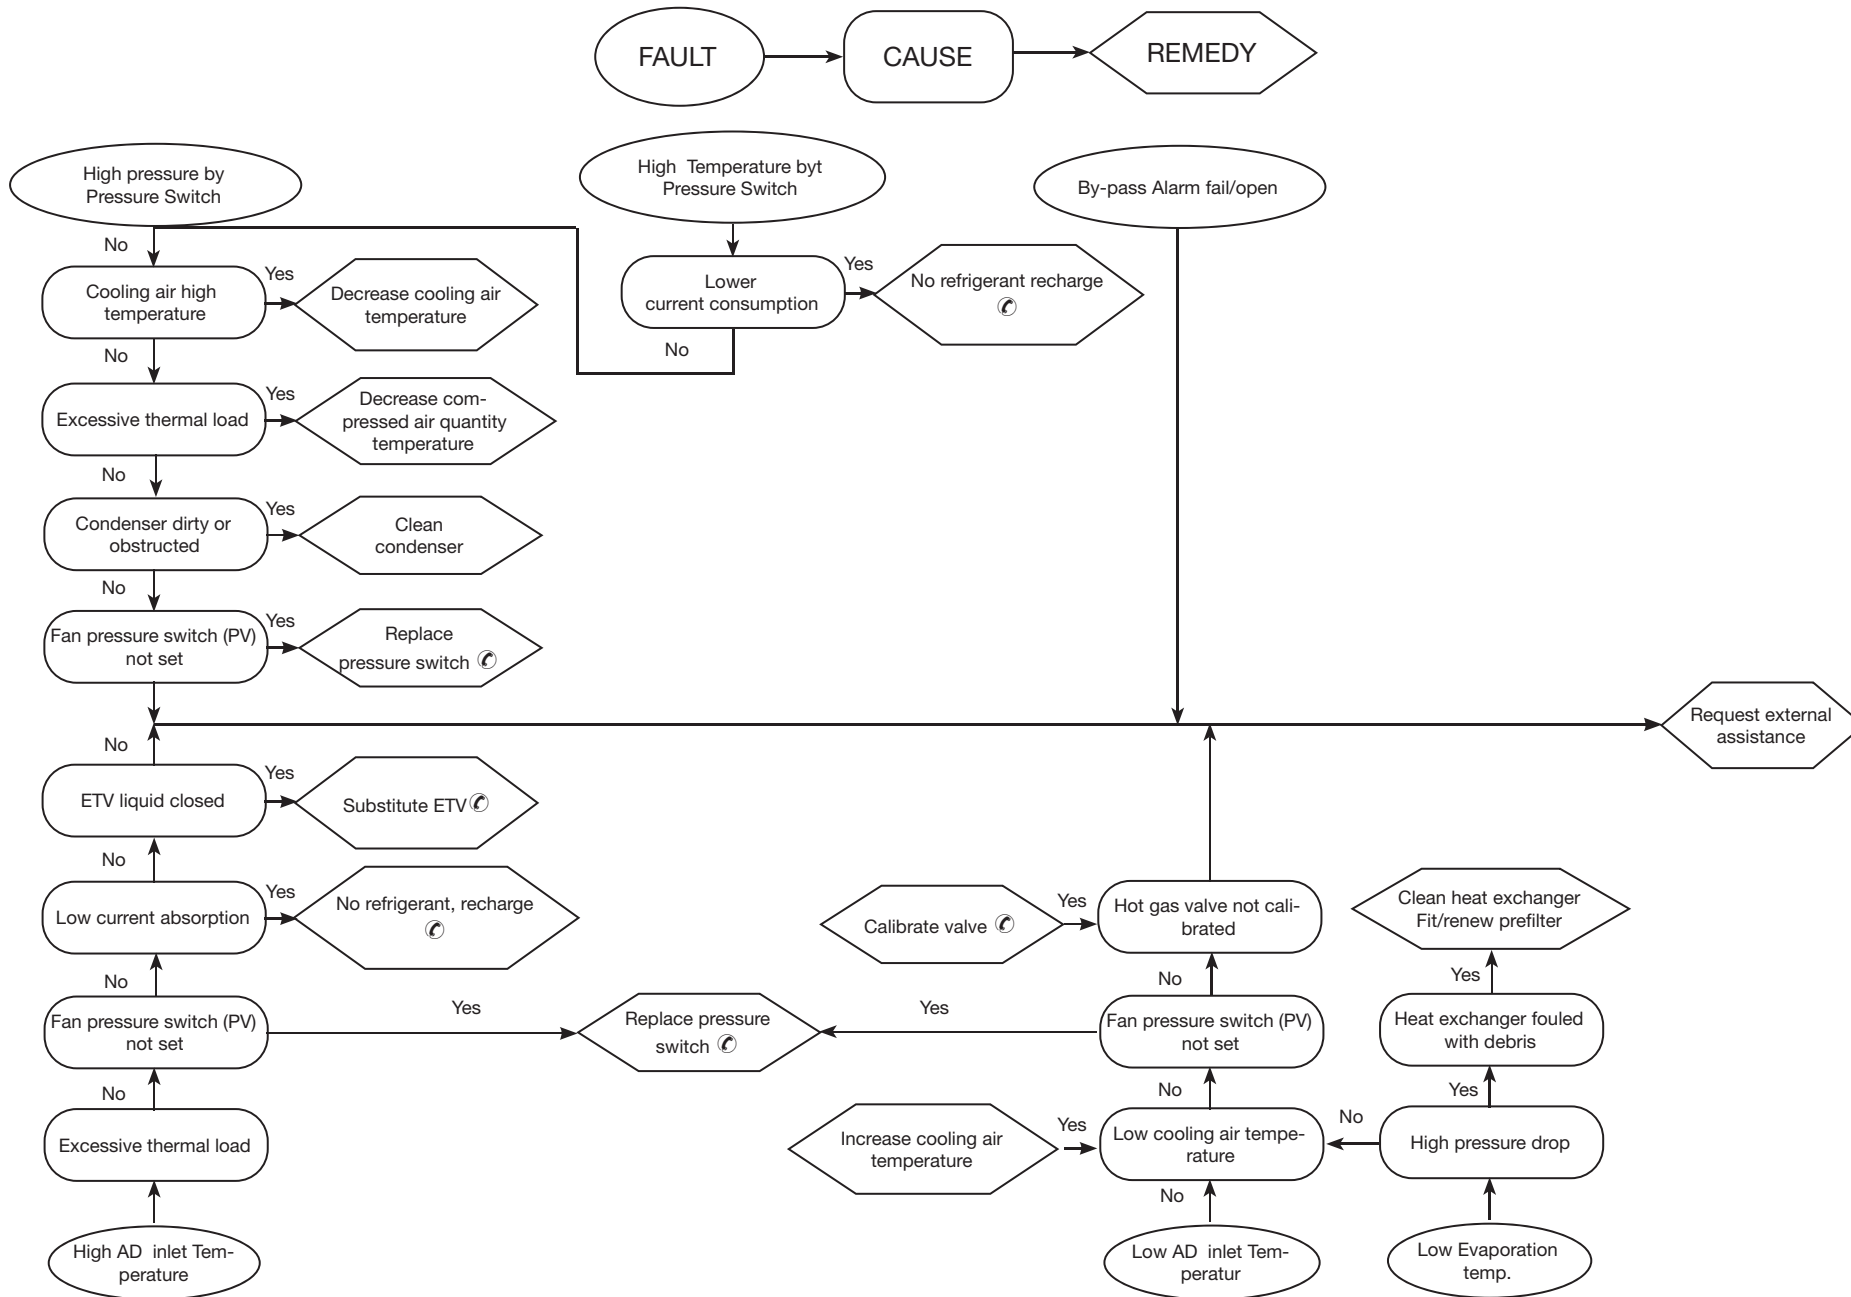 FAULT
CAUSE
REMEDY
High pressure by
Pressure Switch
High Temperature byt
Pressure Switch
By-pass Alarm fail/open
No
Cooling air high
temperature
Yes
Decrease cooling air
temperature
Lower
current consumption
Yes
No refrigerant recharge
No
No
Excessive thermal load
Yes
Decrease com-
pressed air quantity
temperature
No
Condenser dirty or
obstructed
Yes
Clean
condenser
No
Fan pressure switch (PV)
not set
Yes
Replace
pressure switch
Request external
assistance
No
ETV liquid closed
Yes
Substitute ETV
No
Low current absorption
Yes
No refrigerant, recharge
Calibrate valve
Yes
Hot gas valve not cali-
brated
Clean heat exchanger
Fit/renew prefilter
No
Fan pressure switch (PV)
not set
Yes
Replace pressure
switch
Yes
No
Fan pressure switch (PV)
not set
Yes
Heat exchanger fouled
with debris
No
Excessive thermal load
Increase cooling air
temperature
Yes
No
Low cooling air tempe-
rature
No
Yes
High pressure drop
No
High AD inlet Tem-
perature
Low AD inlet Tem-
peratur
Low Evaporation
temp.